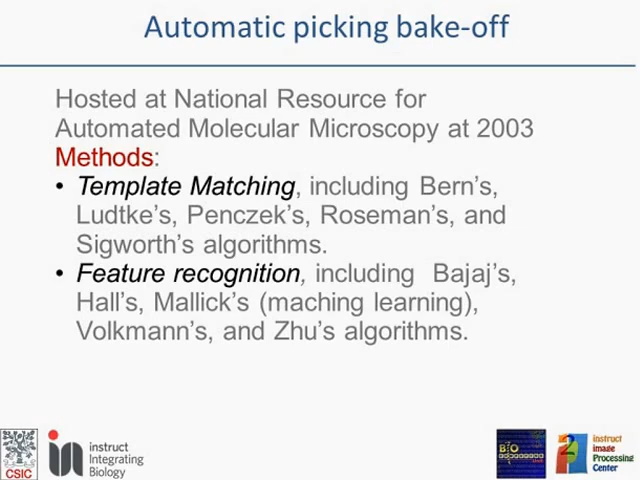 Automatic picking bake-off
Hosted at National Resource for
Automated Molecular Microscopy at 2003
Methods:
• Template Matching, including Bern's,
Ludtke's, Penczek's, Roseman's, and
Sigworth's algorithms.
• Feature recognition, including Bajaj's,
Hall's, Mallick's (maching learning),
Volkmann's, and Zhu's algorithms.
CSIC
in
instruct
Integrating
Biology
instruct
image
Processing
Center